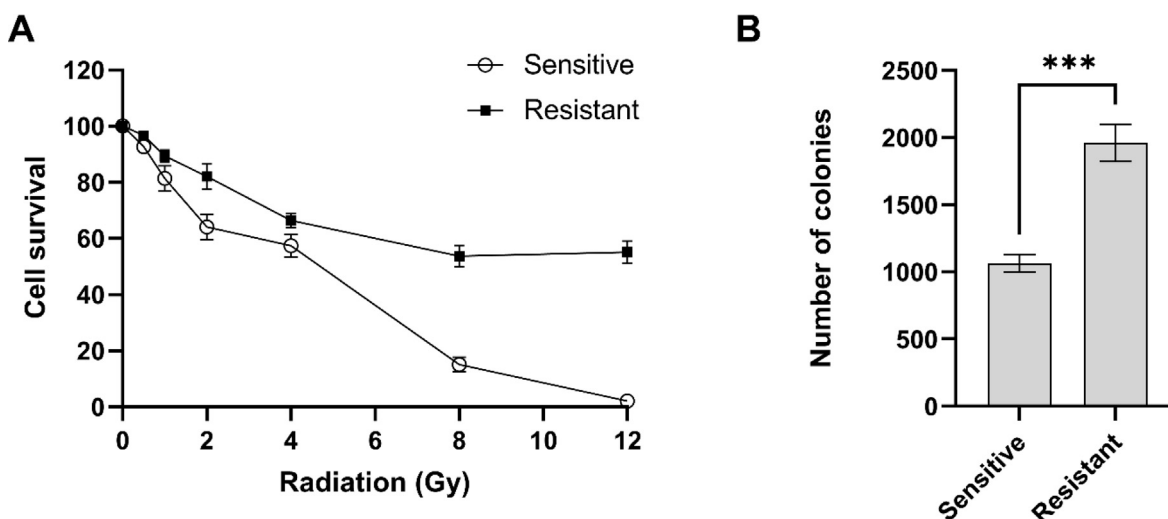 A
Cell survival
120
100
80
60
40
20
0
0 2 4 6 8 10 12
Radiation (Gy)
Sensitive
Resistant
B
Number of colonies
2500
2000
1500
1000
500
0
***
Sensitive
Resistant